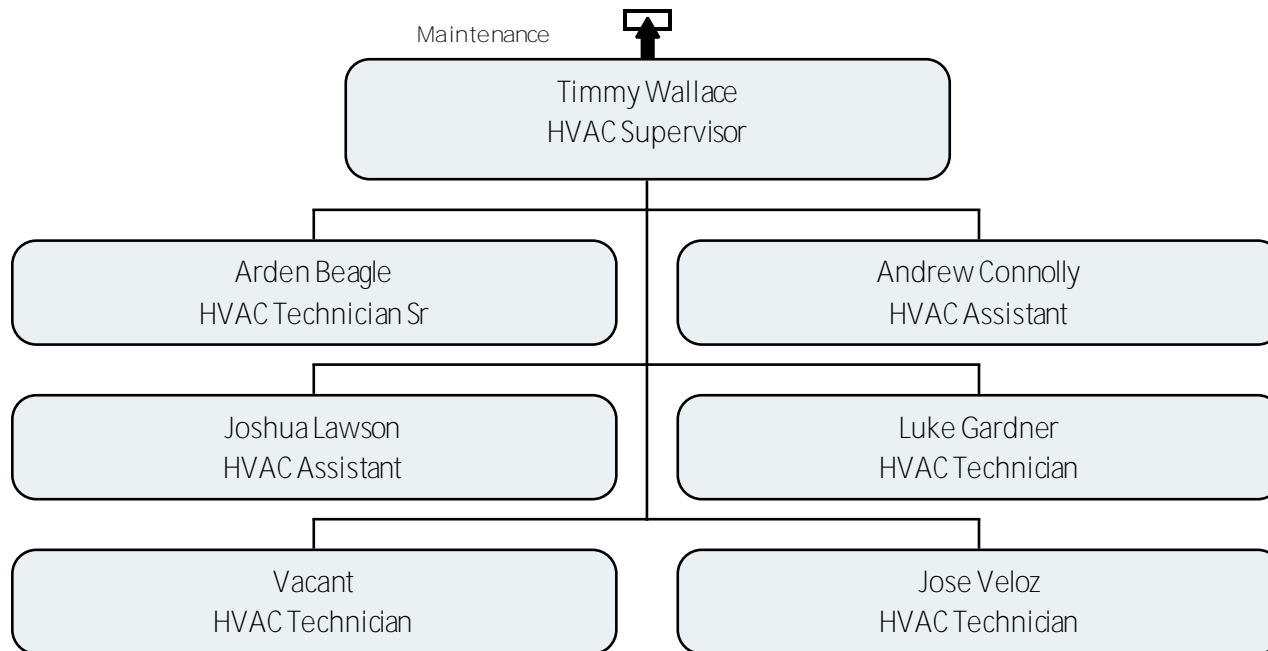 Maintenance
Timmy Wallace
HVAC Supervisor
Arden Beagle
HVAC Technician Sr
Andrew Connolly
HVAC Assistant
Joshua Lawson
HVAC Assistant
Luke Gardner
HVAC Technician
Vacant
HVAC Technician
Jose Veloz
HVAC Technician